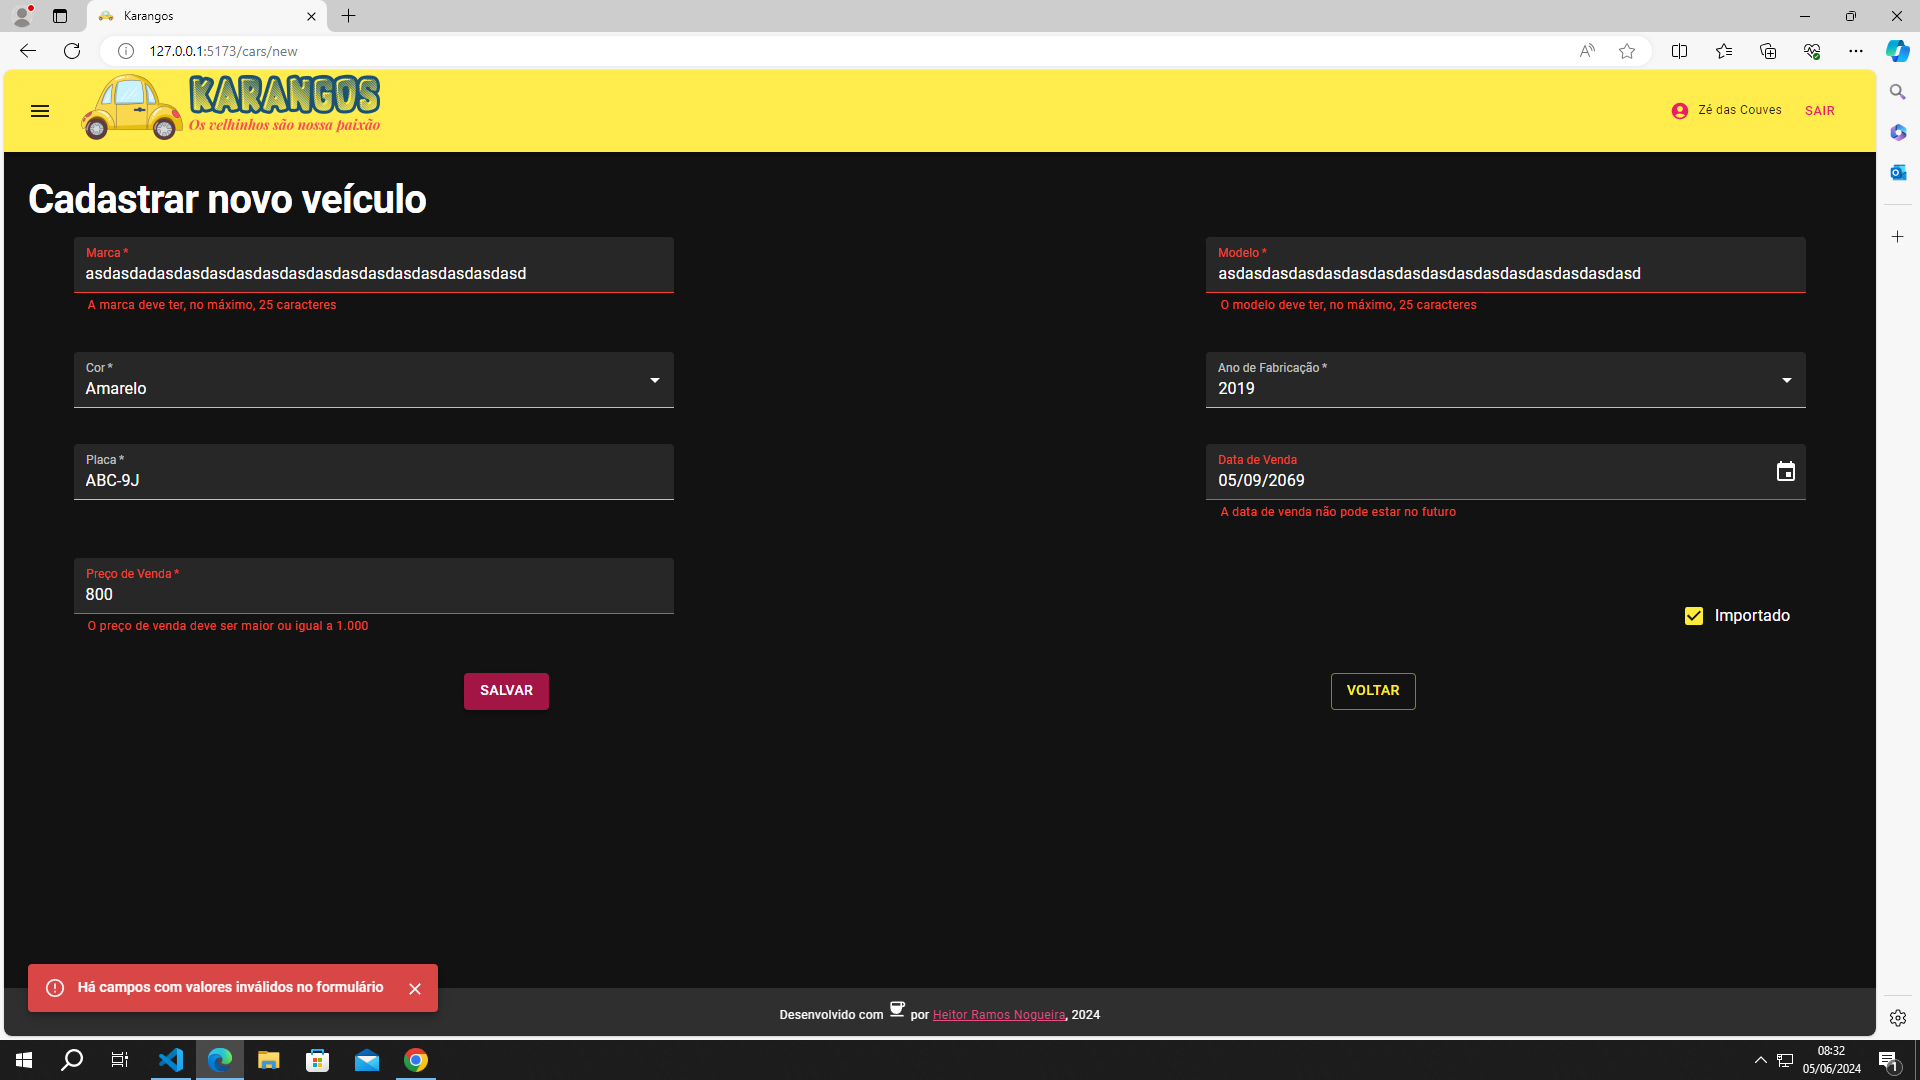 Karangos
127.0.0.1:5173/cars/new
KARANGOS
Os velhinhos são nossa paixão
Zé das Couves
SAIR
Cadastrar novo veículo
Marca *
asdasdadasdasdasdasdasdasdasdasdasdasdasdasdasdasd
A marca deve ter, no máximo, 25 caracteres
Modelo *
asdasdasdasdasdasdasdasdasdasdasdasdasdasdasdasd
O modelo deve ter, no máximo, 25 caracteres
Cor *
Amarelo
Ano de Fabricação *
2019
Placa *
ABC-9J
Data de Venda
05/09/2069
A data de venda não pode estar no futuro
Preço de Venda *
800
O preço de venda deve ser maior ou igual a 1.000
Importado
SALVAR
VOLTAR
Há campos com valores inválidos no formulário
Desenvolvido com por Heitor Ramos Nogueira, 2024
08:32
05/06/2024
1